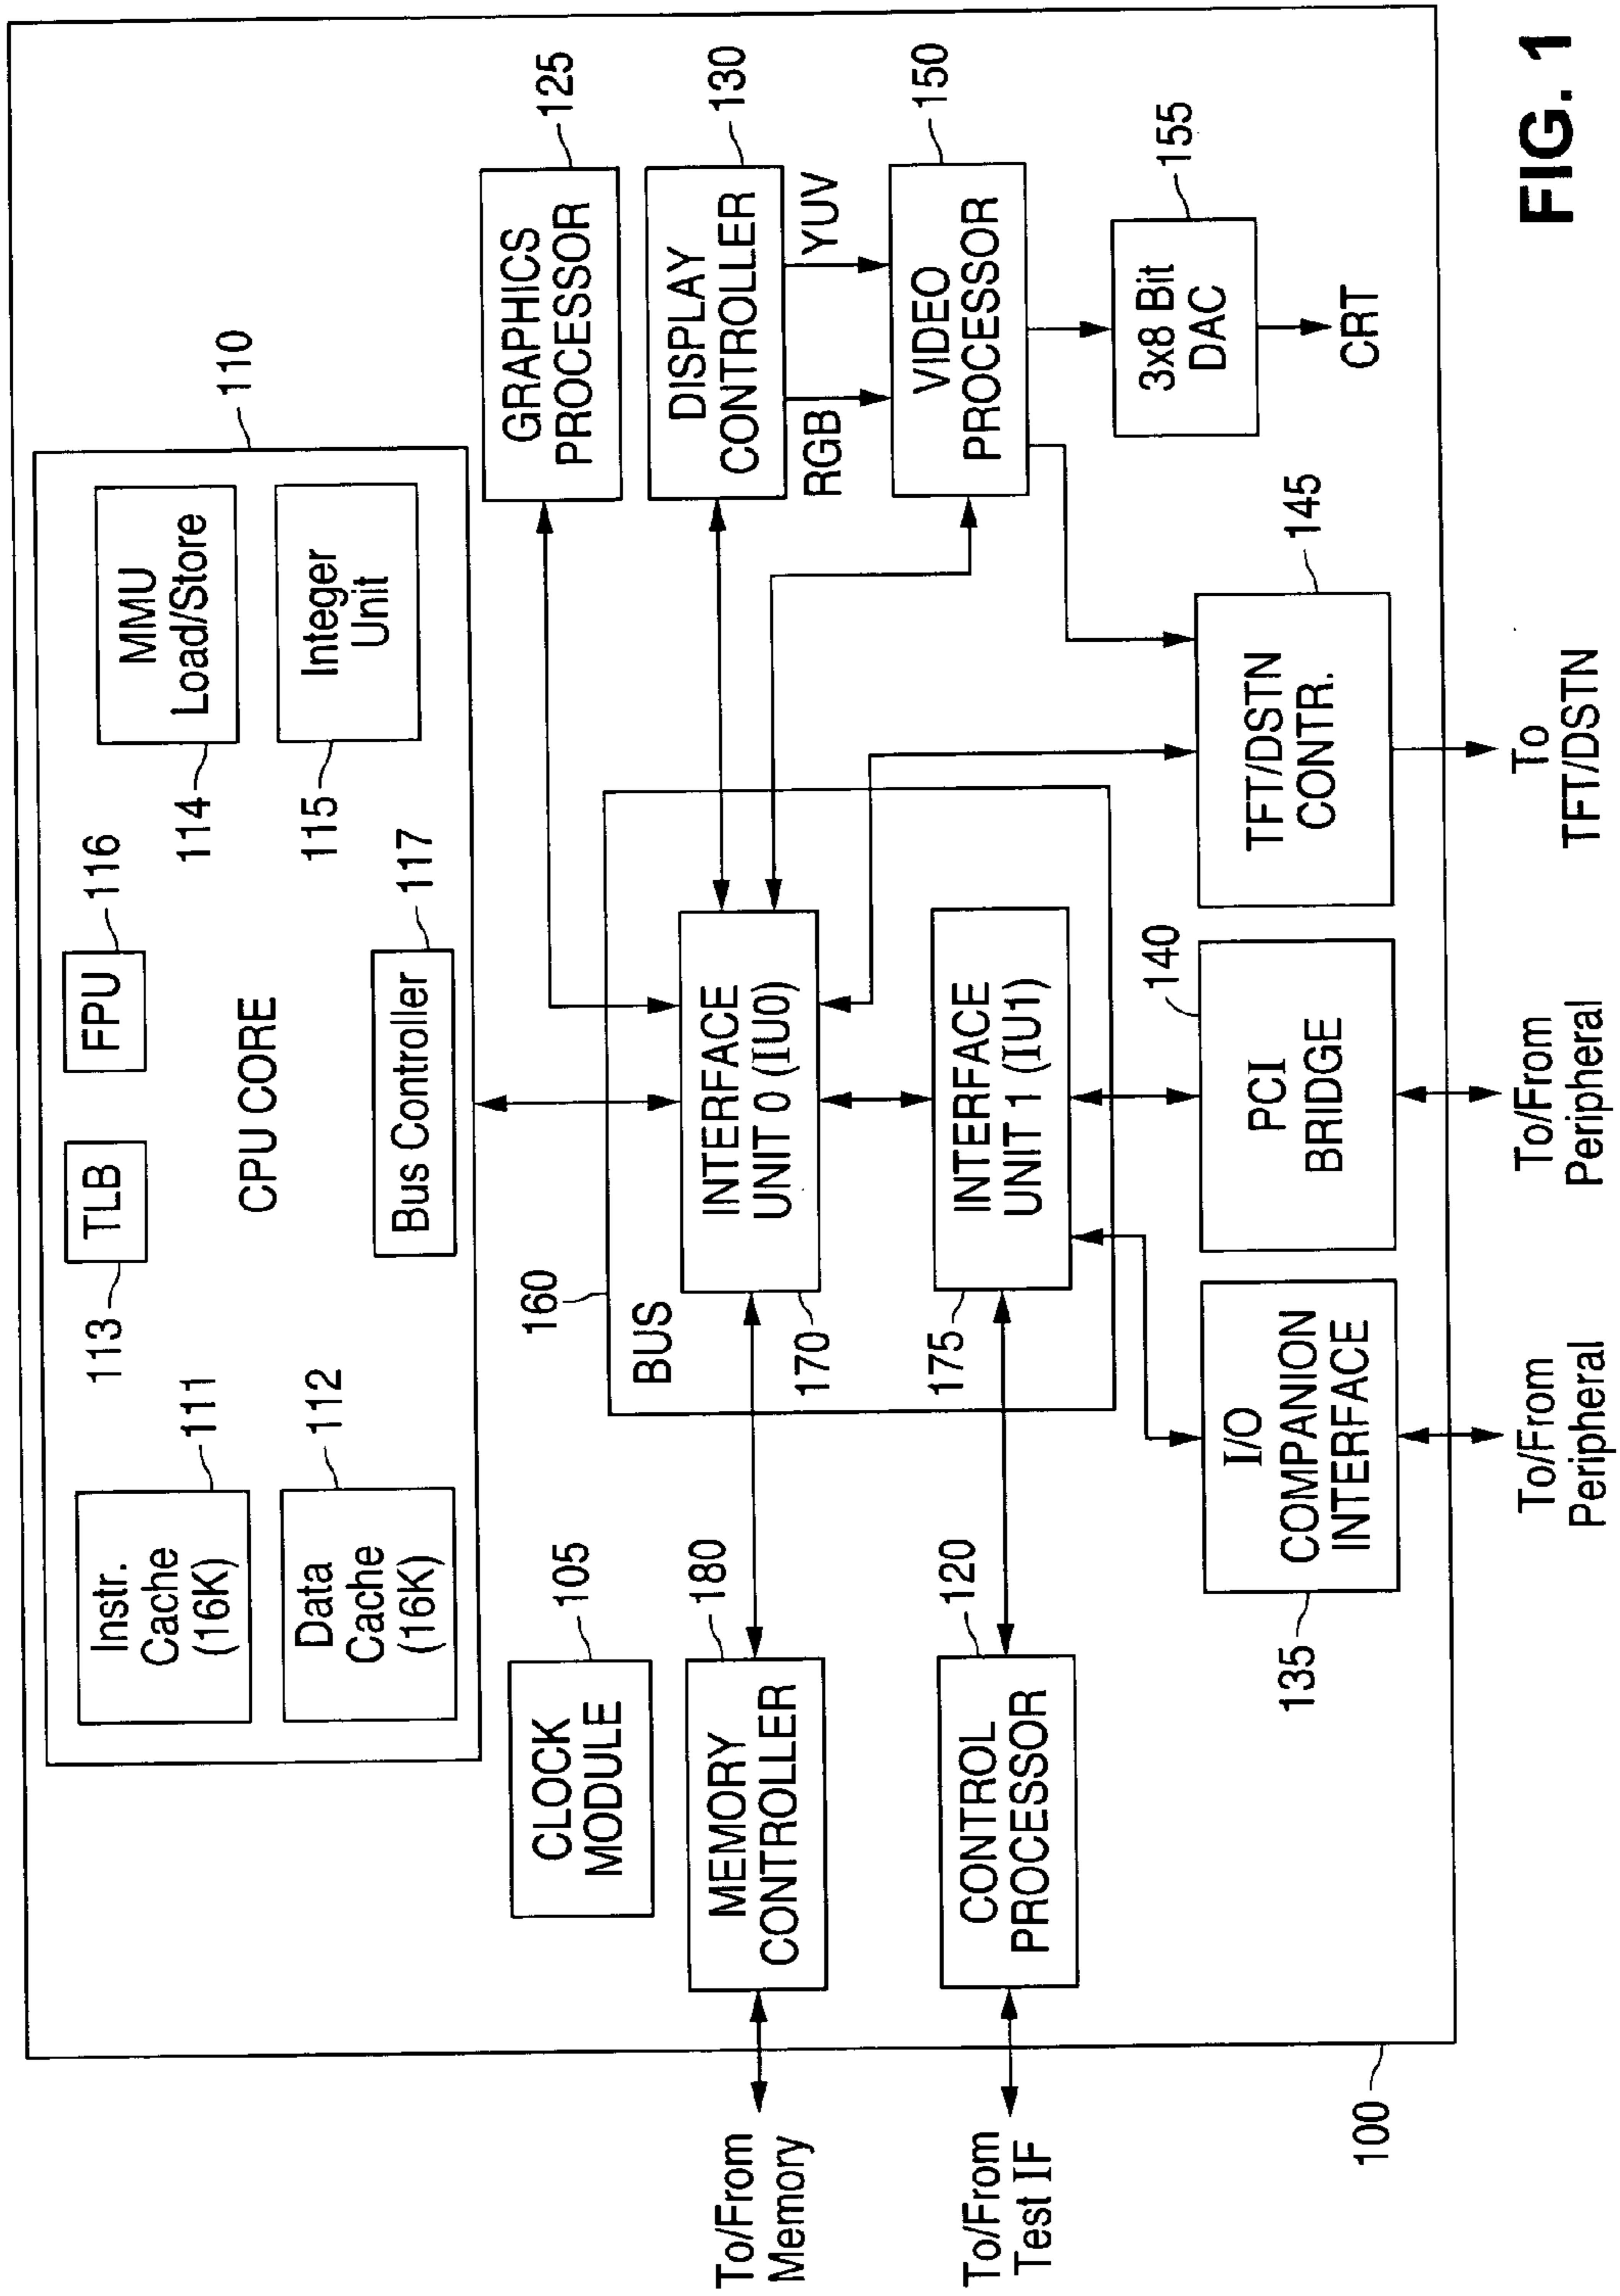 110
Instr.
Cache
(16K)
111
Data
Cache
(16K)
112
TLB
113
FPU
116
CPU CORE
Bus Controller
117
MMU
Load/Store
114
Integer
Unit
115
CLOCK
MODULE
105
GRAPHICS
PROCESSOR
125
160
BUS
MEMORY
CONTROLLER
180
To/From
Memory
INTERFACE
UNIT 0 (IU0)
170
DISPLAY
CONTROLLER
130
RGB
YUV
CONTROL
PROCESSOR
120
To/From
Test IF
INTERFACE
UNIT 1 (IU1)
175
VIDEO
PROCESSOR
150
3x8 Bit
DAC
155
CRT
I/O
COMPANION
INTERFACE
135
PCI
BRIDGE
140
TFT/DSTN
CONTR.
145
100
To/From
Peripheral
To/From
Peripheral
To
TFT/DSTN
FIG. 1